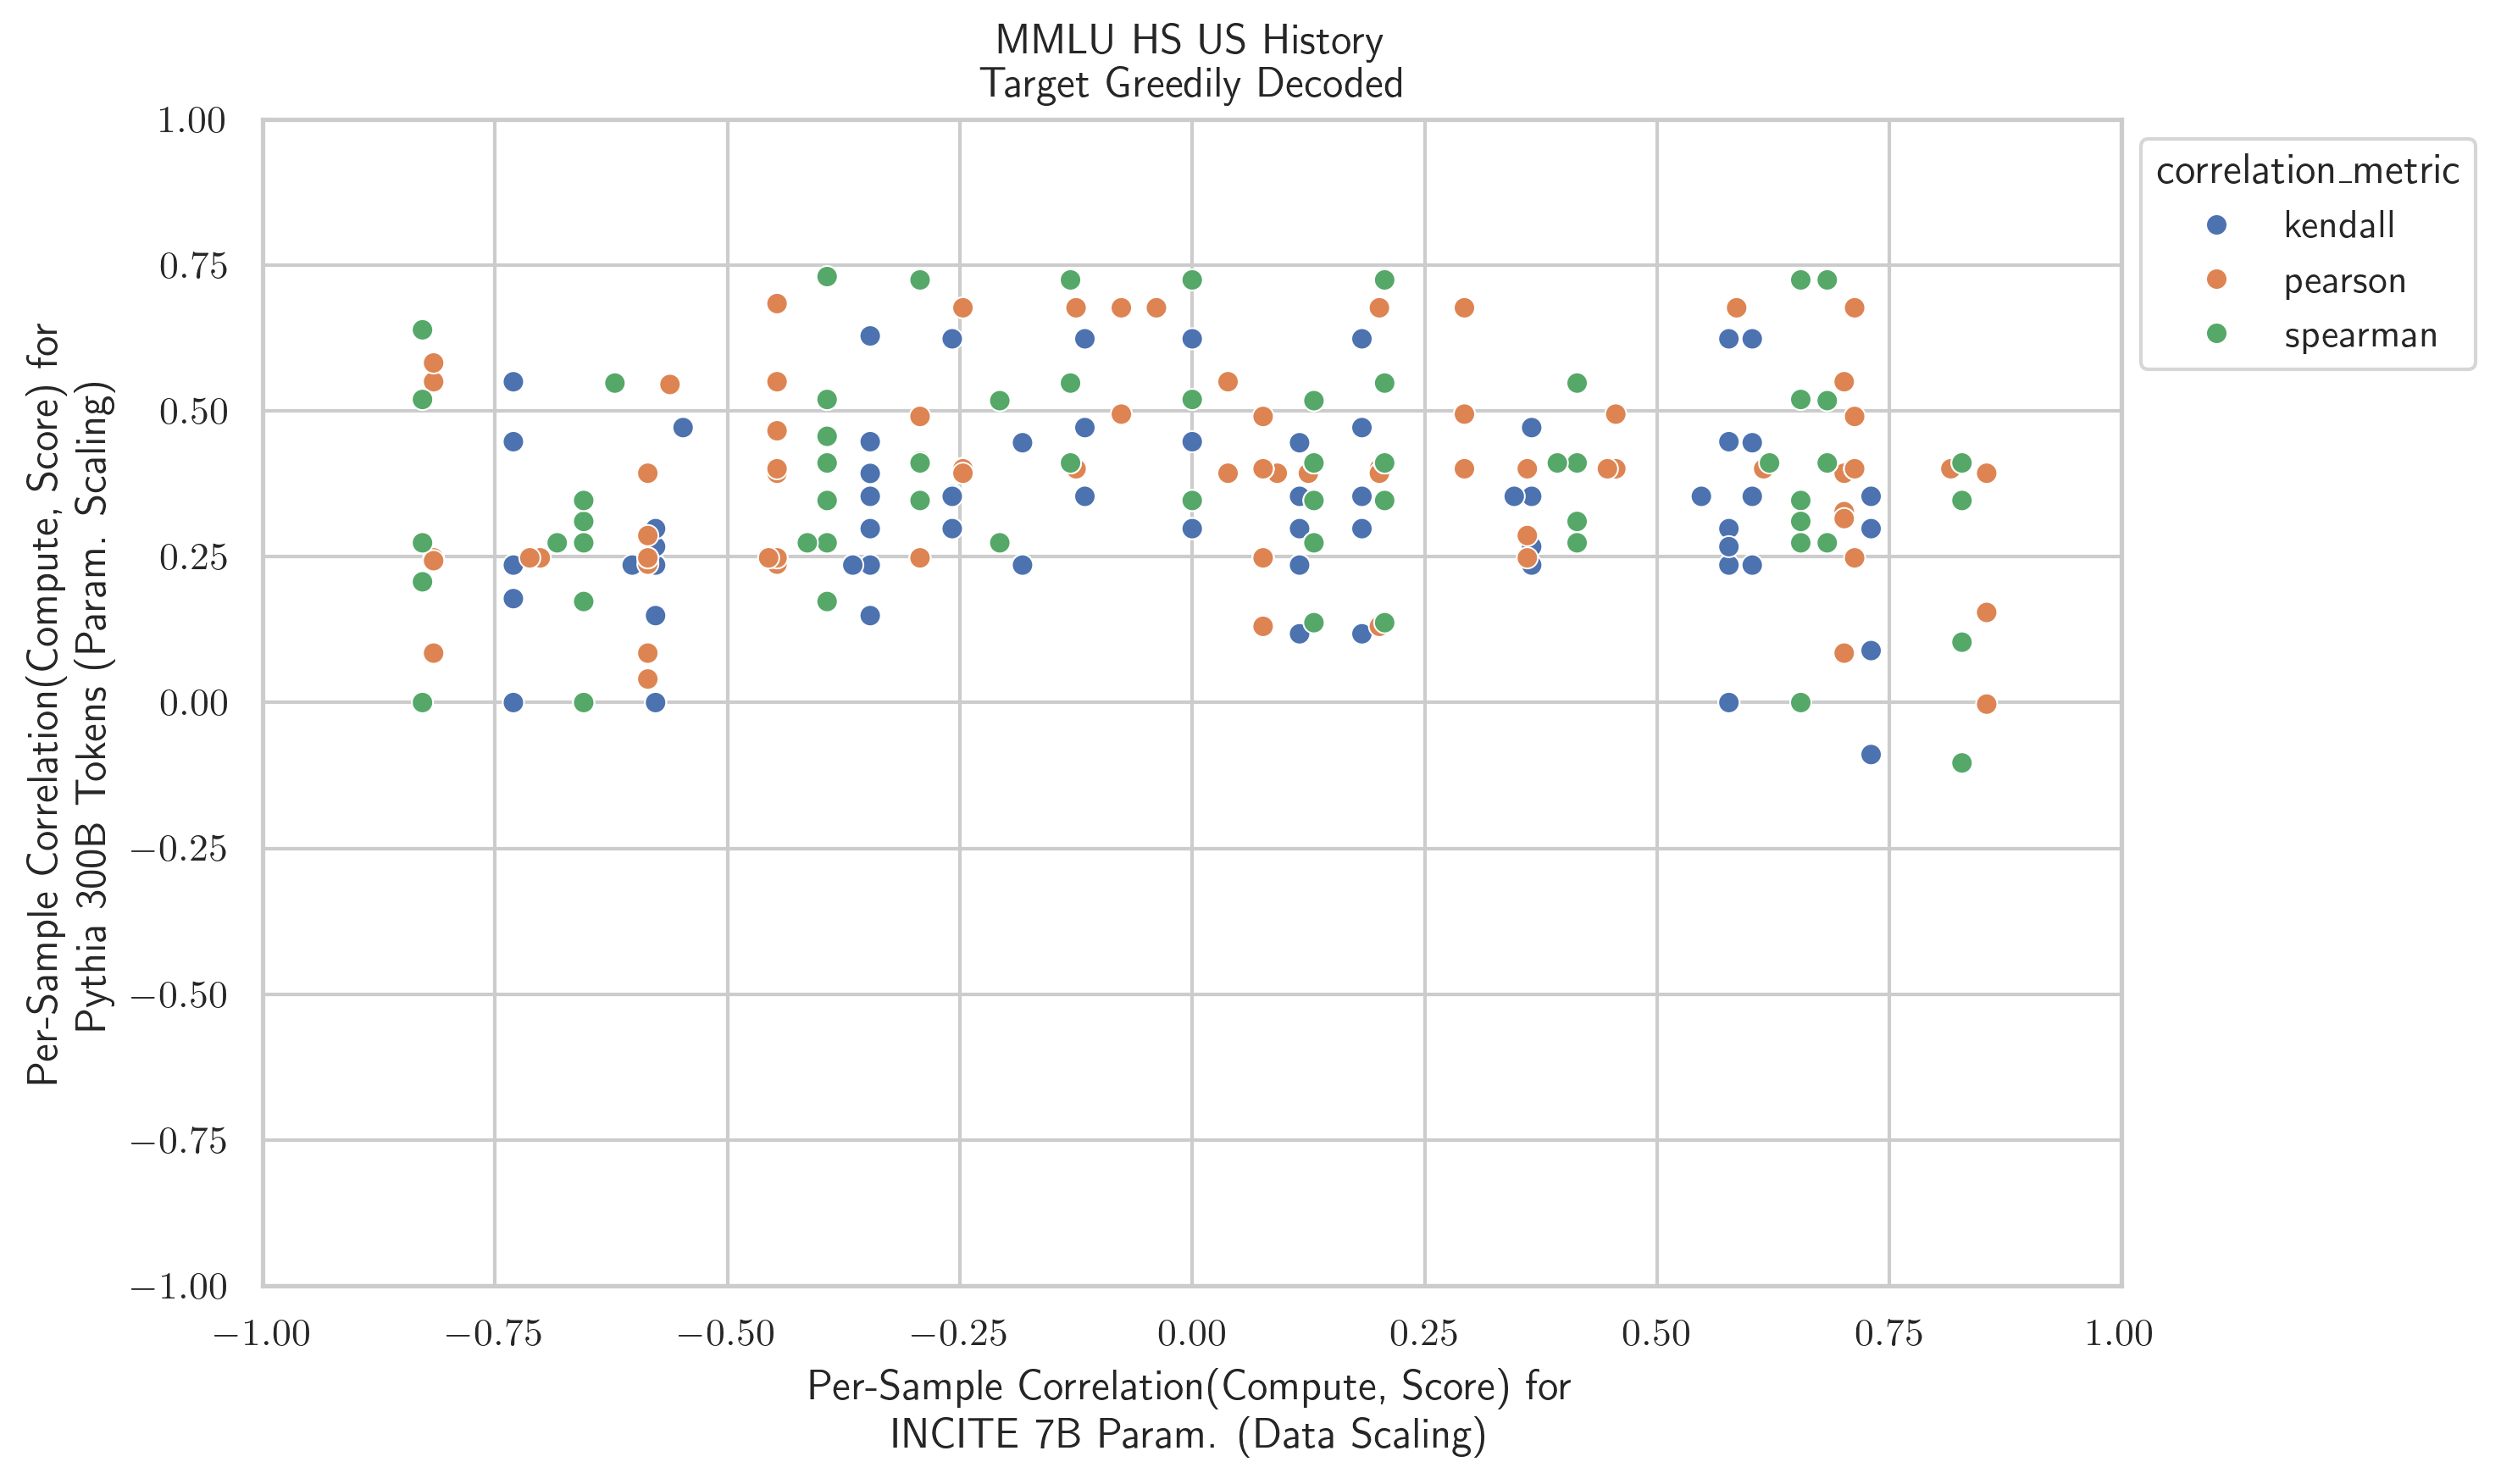 MMLU HS US History
Target Greedily Decoded
1.00
0.75
0.50
0.25
0.00
−0.25
−0.50
−0.75
−1.00
Per-Sample Correlation(Compute, Score) for
Pythia 300B Tokens (Param. Scaling)
−1.00
−0.75
−0.50
−0.25
0.00
0.25
0.50
0.75
1.00
Per-Sample Correlation(Compute, Score) for
INCITE 7B Param. (Data Scaling)
correlation_metric
kendall
pearson
spearman